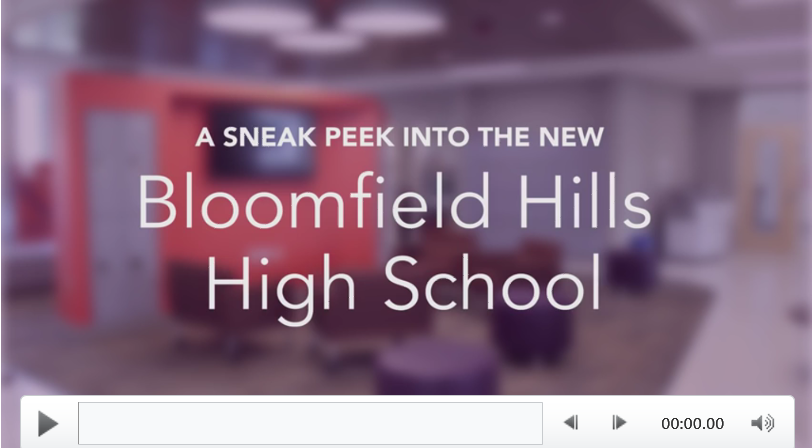 A SNEAK PEEK INTO THE NEW
Bloomfield Hills
High School
00:00.00